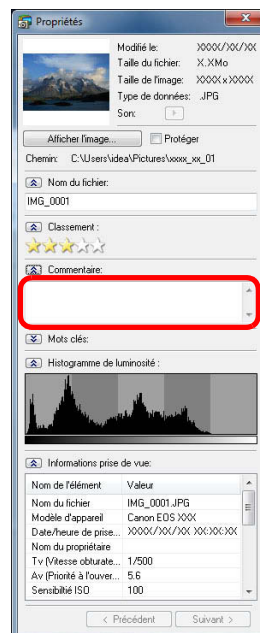 Propriétés
Modifié le: XXXX/XX/XX
Taille du fichier: X.XMo
Taille de l'image: XXXX x XXXX
Type de données: .JPG
Son:
Afficher l'image... Protéger
Chemin: C:\Users\idea\Pictures\xxxx_xx_01
Nom du fichier:
IMG_0001
Classement :
Commentaire:
Mots clés:
Histogramme de luminosité :
Informations prise de vue:
Nom de l'élément Valeur
Nom du fichier IMG_0001.JPG
Modèle d'appareil Canon EOS XXX
Date/heure de prise... XXXX/XX/XX XX:XX:XX
Nom du propriétaire
Tv (Vitesse obturate... 1/500
Av (Priorité à l'ouver... 5.6
Sensibiltié ISO 100
< Précédent Suivant >